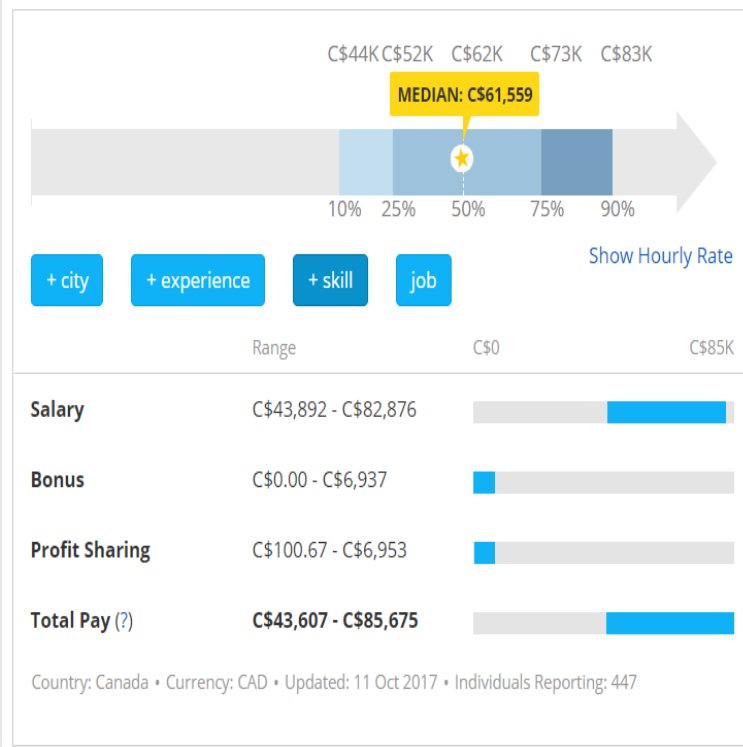 C$44K C$52K C$62K C$73K C$83K
MEDIAN: C$61,559
10% 25% 50% 75% 90%
Show Hourly Rate
+ city + experience + skill job
Range C$0 C$85K
Salary C$43,892 - C$82,876
Bonus C$0.00 - C$6,937
Profit Sharing C$100.67 - C$6,953
Total Pay (?) C$43,607 - C$85,675
Country: Canada • Currency: CAD • Updated: 11 Oct 2017 • Individuals Reporting: 447